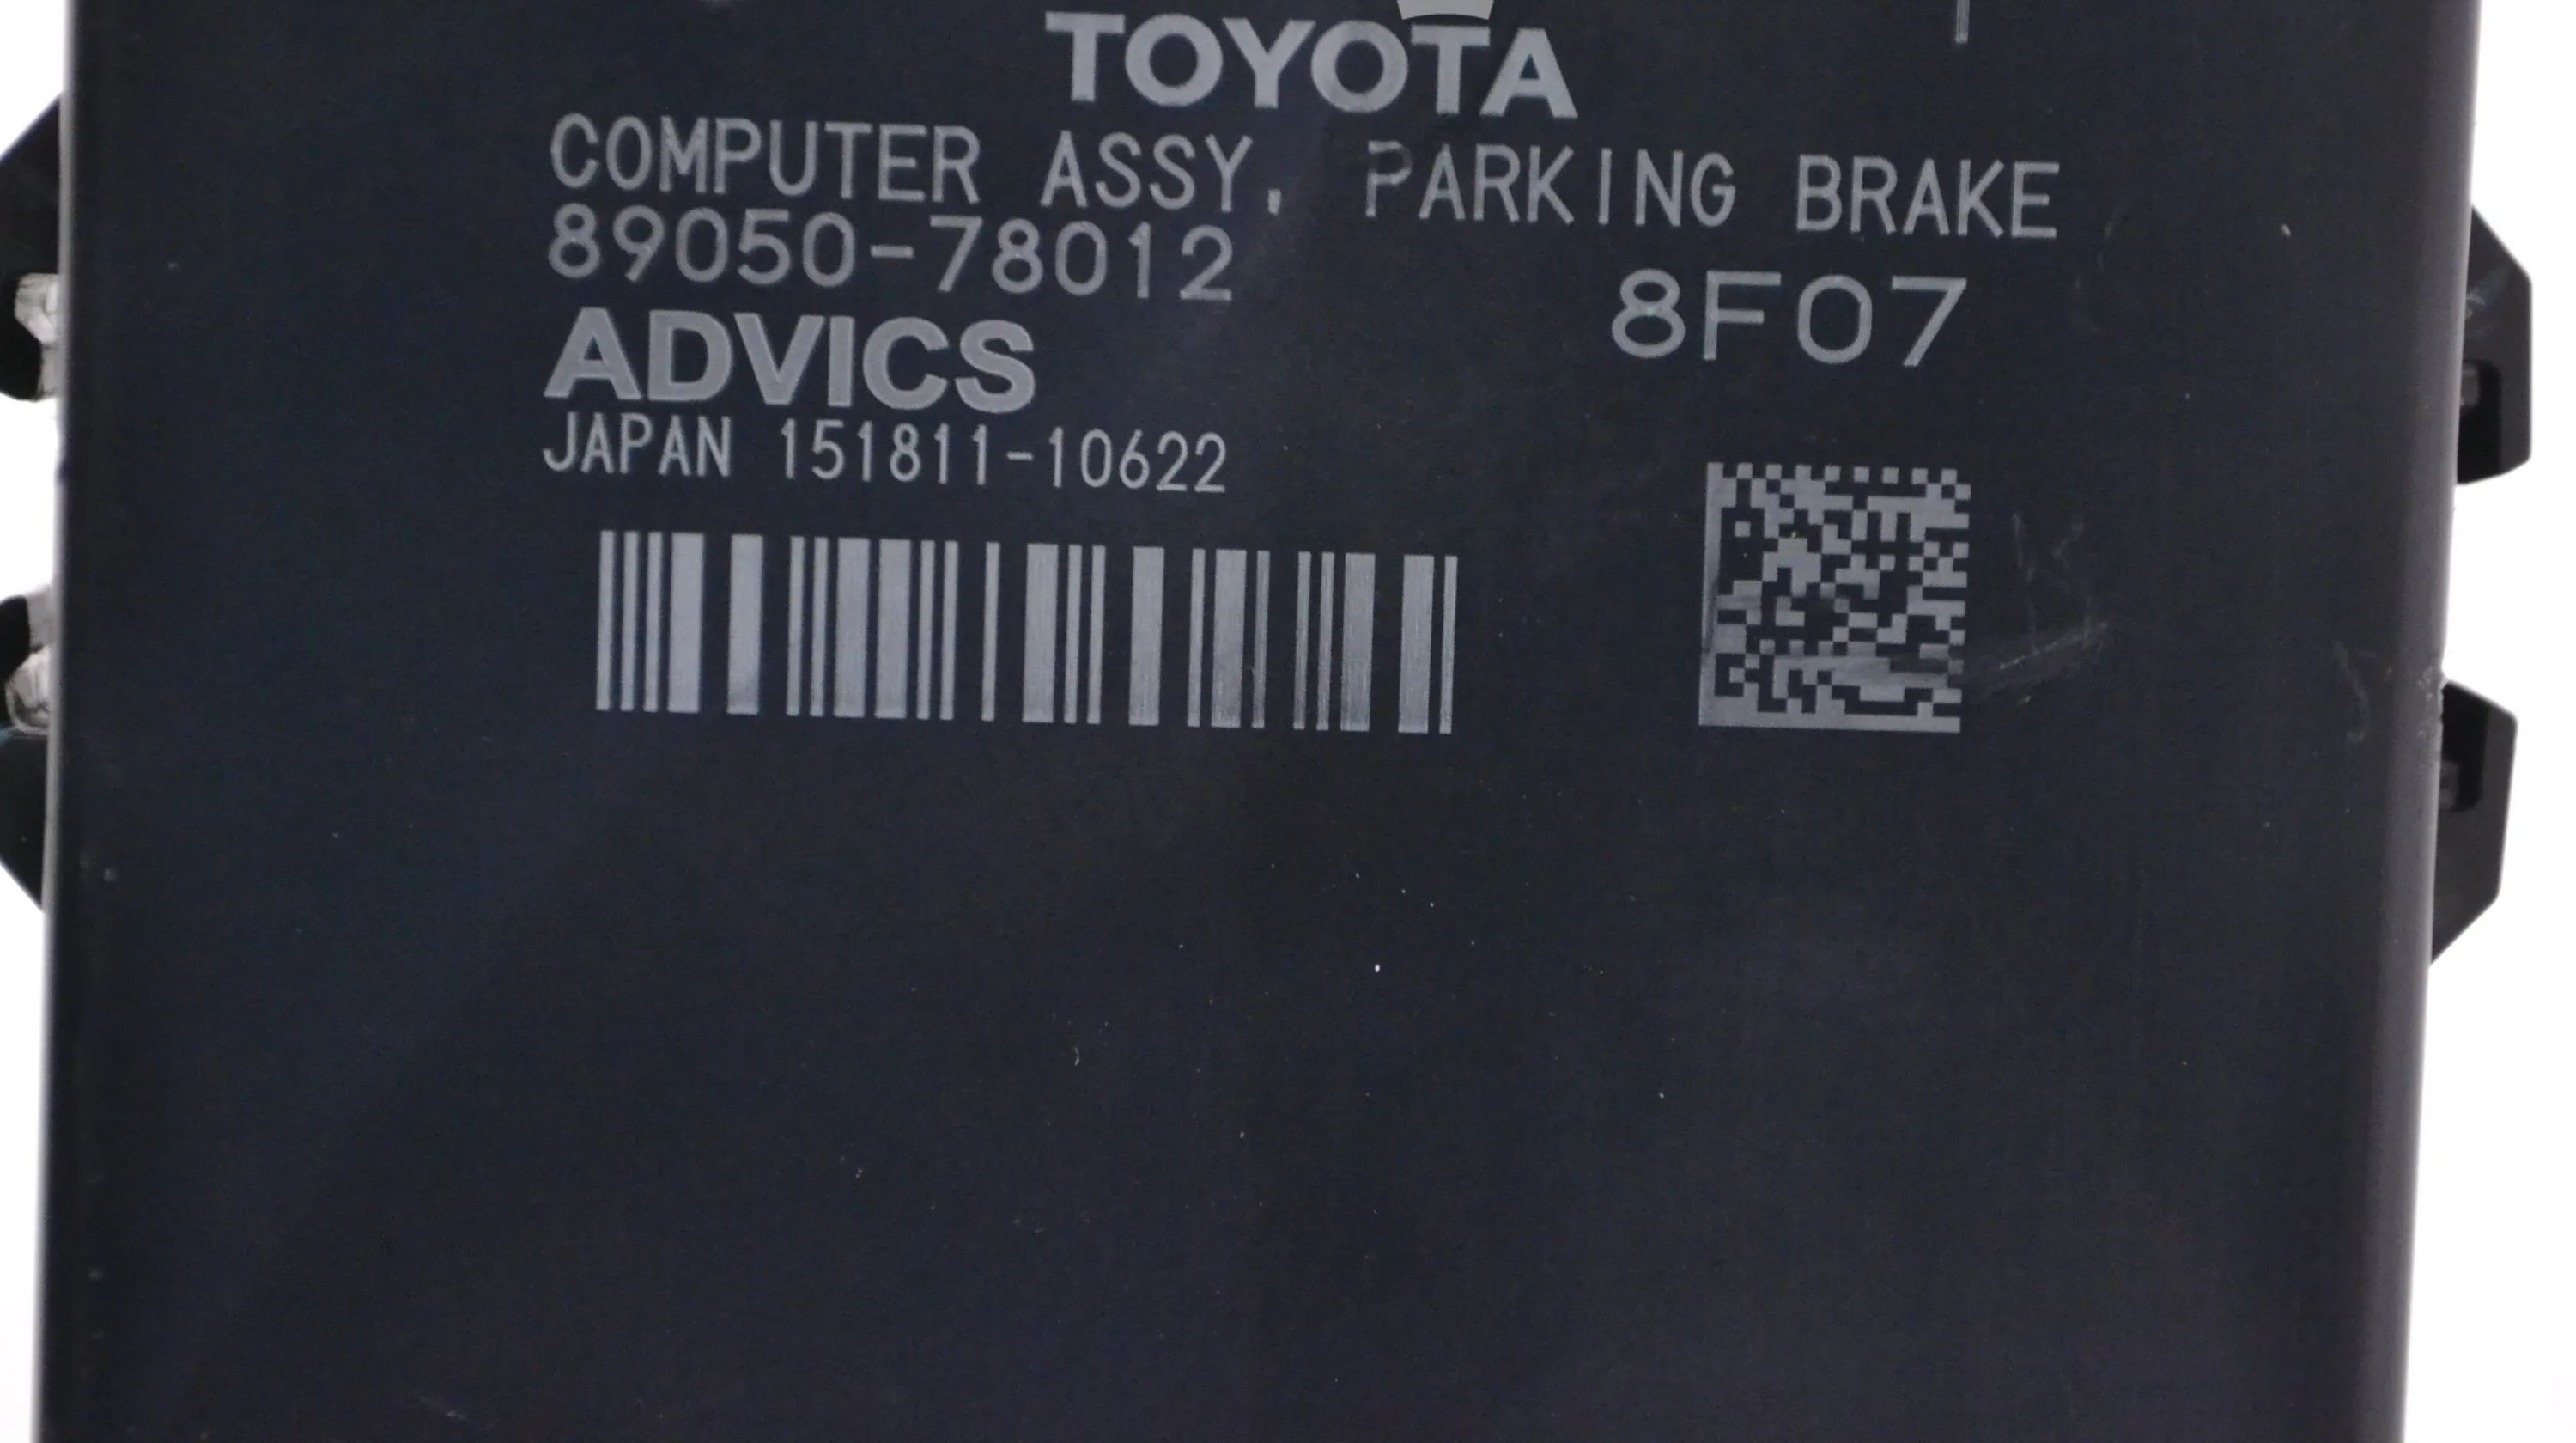 TOYOTA
COMPUTER ASSY, PARKING BRAKE
89050-78012
8F07
ADVICS
JAPAN 151811-10622